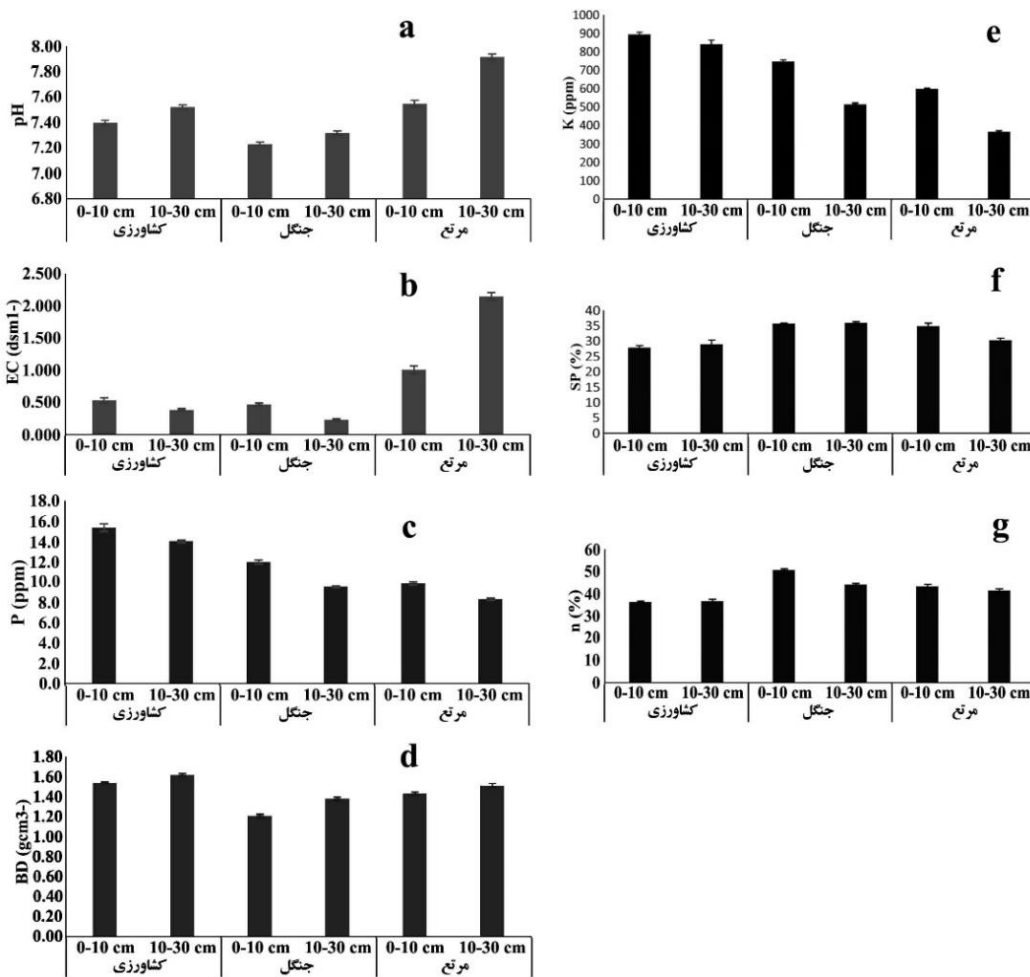 a
pH
8.00
7.80
7.60
7.40
7.20
7.00
6.80
0-10 cm 10-30 cm 0-10 cm 10-30 cm 0-10 cm 10-30 cm
کشاورزی جنگل مرتع
b
EC (dsm1-)
2.500
2.000
1.500
1.000
0.500
0.000
0-10 cm 10-30 cm 0-10 cm 10-30 cm 0-10 cm 10-30 cm
کشاورزی جنگل مرتع
c
P (ppm)
18.0
16.0
14.0
12.0
10.0
8.0
6.0
4.0
2.0
0.0
0-10 cm 10-30 cm 0-10 cm 10-30 cm 0-10 cm 10-30 cm
کشاورزی جنگل مرتع
d
BD (gcm3-)
1.80
1.60
1.40
1.20
1.00
0.80
0.60
0.40
0.20
0.00
0-10 cm 10-30 cm 0-10 cm 10-30 cm 0-10 cm 10-30 cm
کشاورزی جنگل مرتع
e
K (ppm)
1000
900
800
700
600
500
400
300
200
100
0
0-10 cm 10-30 cm 0-10 cm 10-30 cm 0-10 cm 10-30 cm
کشاورزی جنگل مرتع
f
SP (%)
40
35
30
25
20
15
10
5
0
0-10 cm 10-30 cm 0-10 cm 10-30 cm 0-10 cm 10-30 cm
کشاورزی جنگل مرتع
g
n (%)
60
50
40
30
20
10
0
0-10 cm 10-30 cm 0-10 cm 10-30 cm 0-10 cm 10-30 cm
کشاورزی جنگل مرتع